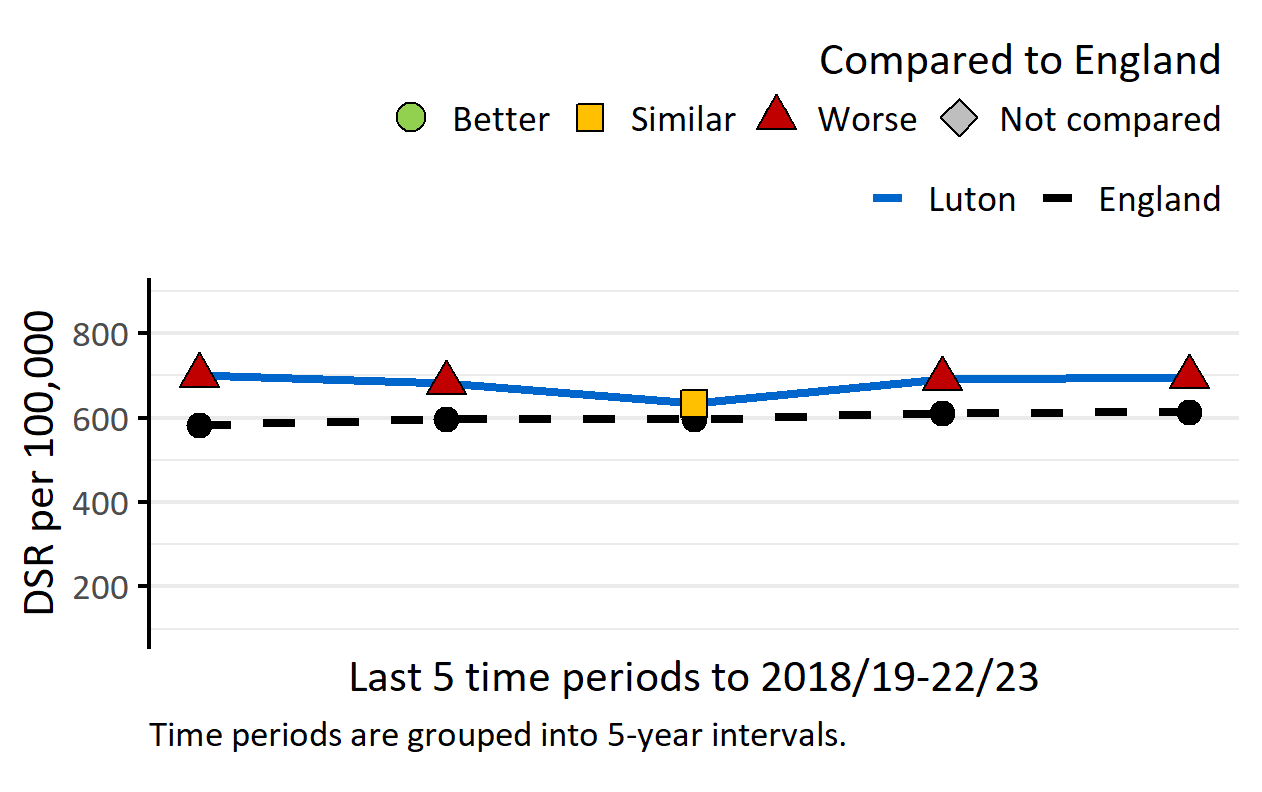 Compared to England
Better Similar Worse Not compared
Luton England
DSR per 100,000
800
600
400
200
Last 5 time periods to 2018/19-22/23
Time periods are grouped into 5-year intervals.